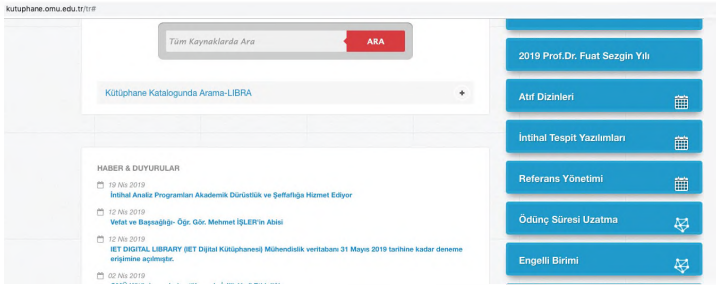 kutuphane.omu.edu.tr/tr#
Tüm Kaynaklarda Ara
ARA
Kütüphane Katalogunda Arama-LIBRA
+
HABER & DUYURULAR
19 Nis 2019
İntihal Analiz Programları Akademik Dürüstlük ve Şeffaflığa Hizmet Ediyor
12 Nis 2019
Vefat ve Başsağlığı- Öğr. Gör. Mehmet İŞLER'in Abisi
12 Nis 2019
IET DIGITAL LIBRARY (IET Dijital Kütüphanesi) Mühendislik veritabanı 31 Mayıs 2019 tarihine kadar deneme
erişimine açılmıştır.
02 Nis 2019
2019 Prof.Dr. Fuat Sezgin Yılı
Atıf Dizinleri
İntihal Tespit Yazılımları
Referans Yönetimi
Ödünç Süresi Uzatma
Engelli Birimi